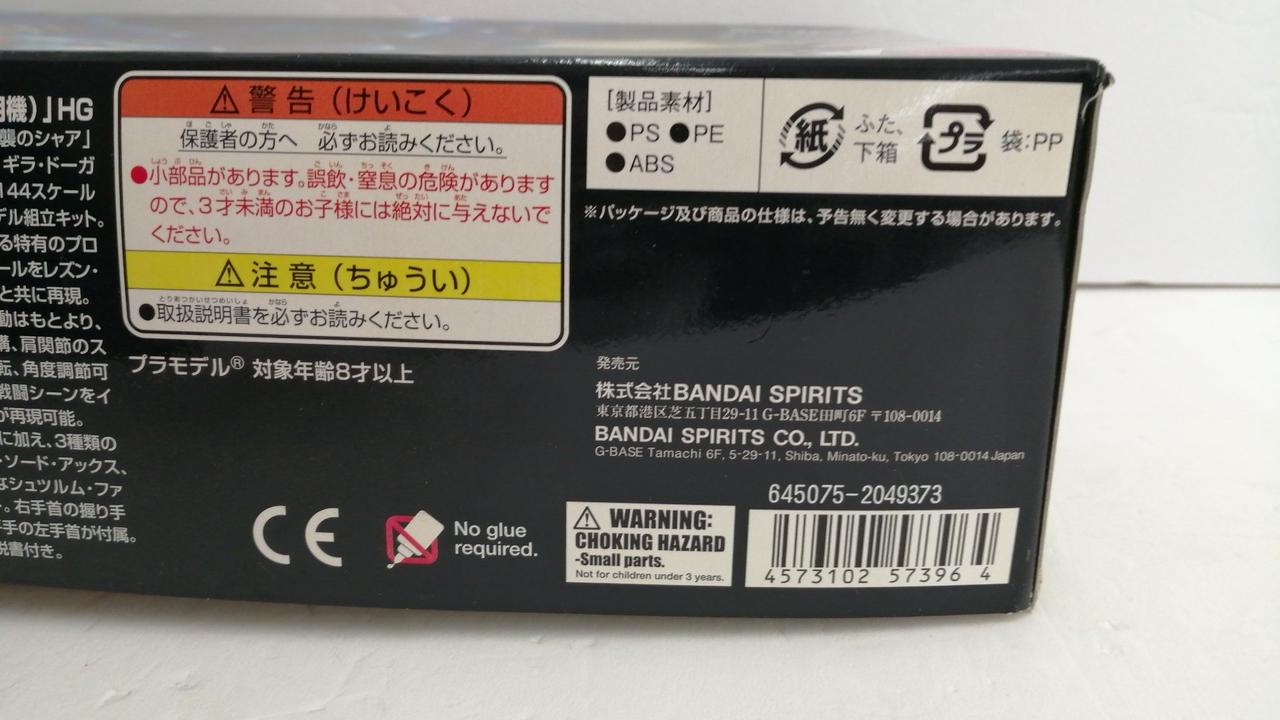 用機)」HG
襲のシャア」
ギラ・ドーガ
144スケール
デル組立キット。
る特有のプロ
ールをレズン・
と共に再現。
動はもとより、
構、肩関節のス
転、角度調節可
戦闘シーンをイ
が再現可能。
に加え、3種類の
・ソード・アックス、
なシュツルム・ファ
。右手首の握り手
手の左手首が付属。
説書付き。
⚠警告(けいこく)
保護者の方へ 必ずお読みください。
●小部品があります。誤飲・窒息の危険があります
ので、3才未満のお子様には絶対に与えないで
ください。
⚠注意(ちゅうい)
●取扱説明書を必ずお読みください。
プラモデル® 対象年齢8才以上
CE
No glue
required.
[製品素材]
●PS ●PE
●ABS
紙
ふた、
下箱
プラ
袋:PP
※パッケージ及び商品の仕様は、予告無く変更する場合があります。
発売元
株式会社BANDAI SPIRITS
東京都港区芝五丁目29-11 G-BASE田町6F 〒108-0014
BANDAI SPIRITS CO., LTD.
G-BASE Tamachi 6F, 5-29-11, Shiba, Minato-ku, Tokyo 108-0014 Japan
645075-2049373
⚠ WARNING:
CHOKING HAZARD
-Small parts.
Not for children under 3 years.
4573102 57396 4